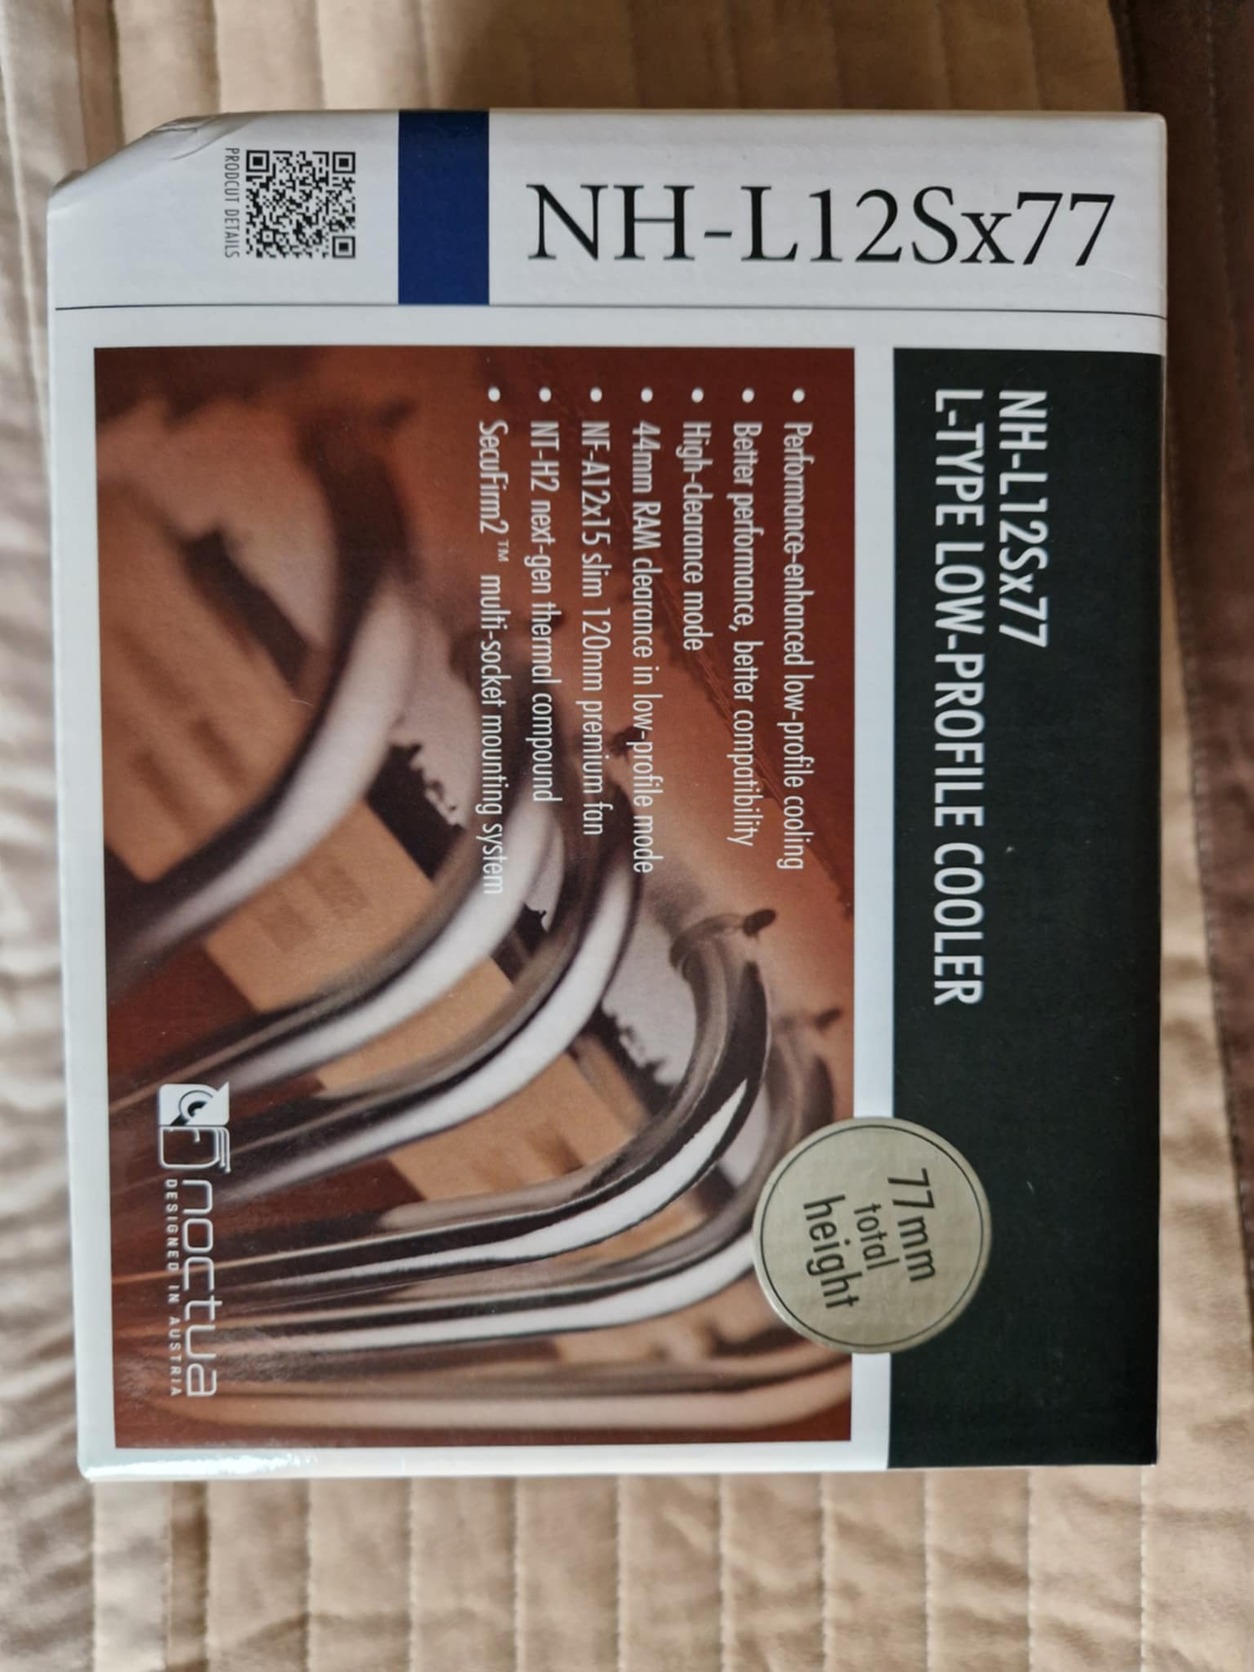 NH-L12Sx77
PRODCUT DETAILS
NH-L12Sx77
L-TYPE LOW-PROFILE COOLER
• Performance-enhanced low-profile cooling
• Better performance, better compatibility
• High-clearance mode
• 44mm RAM clearance in low-profile mode
• NF-A12x15 slim 120mm premium fan
• NT-H2 next-gen thermal compound
• SecuFirm2™ multi-socket mounting system
77mm
total
height
noctua
DESIGNED IN AUSTRIA